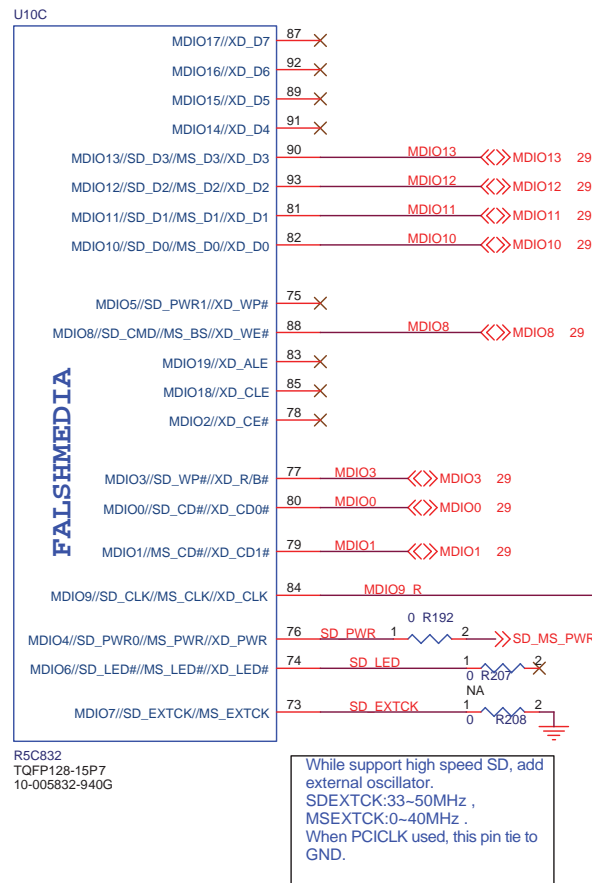 U10C
MDIO17//XD_D7 87
MDIO16//XD_D6 92
MDIO15//XD_D5 89
MDIO14//XD_D4 91
MDIO13//SD_D3//MS_D3//XD_D3 90 MDIO13 MDIO13 29
MDIO12//SD_D2//MS_D2//XD_D2 93 MDIO12 MDIO12 29
MDIO11//SD_D1//MS_D1//XD_D1 81 MDIO11 MDIO11 29
MDIO10//SD_D0//MS_D0//XD_D0 82 MDIO10 MDIO10 29
MDIO5//SD_PWR1//XD_WP# 75
MDIO8//SD_CMD//MS_BS//XD_WE# 88 MDIO8 MDIO8 29
MDIO19//XD_ALE 83
MDIO18//XD_CLE 85
MDIO2//XD_CE# 78
FALSHMEDIA
MDIO3//SD_WP#//XD_R/B# 77 MDIO3 MDIO3 29
MDIO0//SD_CD#//XD_CD0# 80 MDIO0 MDIO0 29
MDIO1//MS_CD#//XD_CD1# 79 MDIO1 MDIO1 29
MDIO9//SD_CLK//MS_CLK//XD_CLK 84 MDIO9_R
0 R192
MDIO4//SD_PWR0//MS_PWR//XD_PWR 76 SD_PWR 1 2 SD_MS_PWR
MDIO6//SD_LED#//MS_LED#//XD_LED# 74 SD_LED 1 2
0 R207
NA
MDIO7//SD_EXTCK//MS_EXTCK 73 SD_EXTCK 1 2
0 R208
R5C832
TQFP128-15P7
10-005832-940G
While support high speed SD, add
external oscillator.
SDEXTCK:33~50MHz ,
MSEXTCK:0~40MHz .
When PCICLK used, this pin tie to
GND.